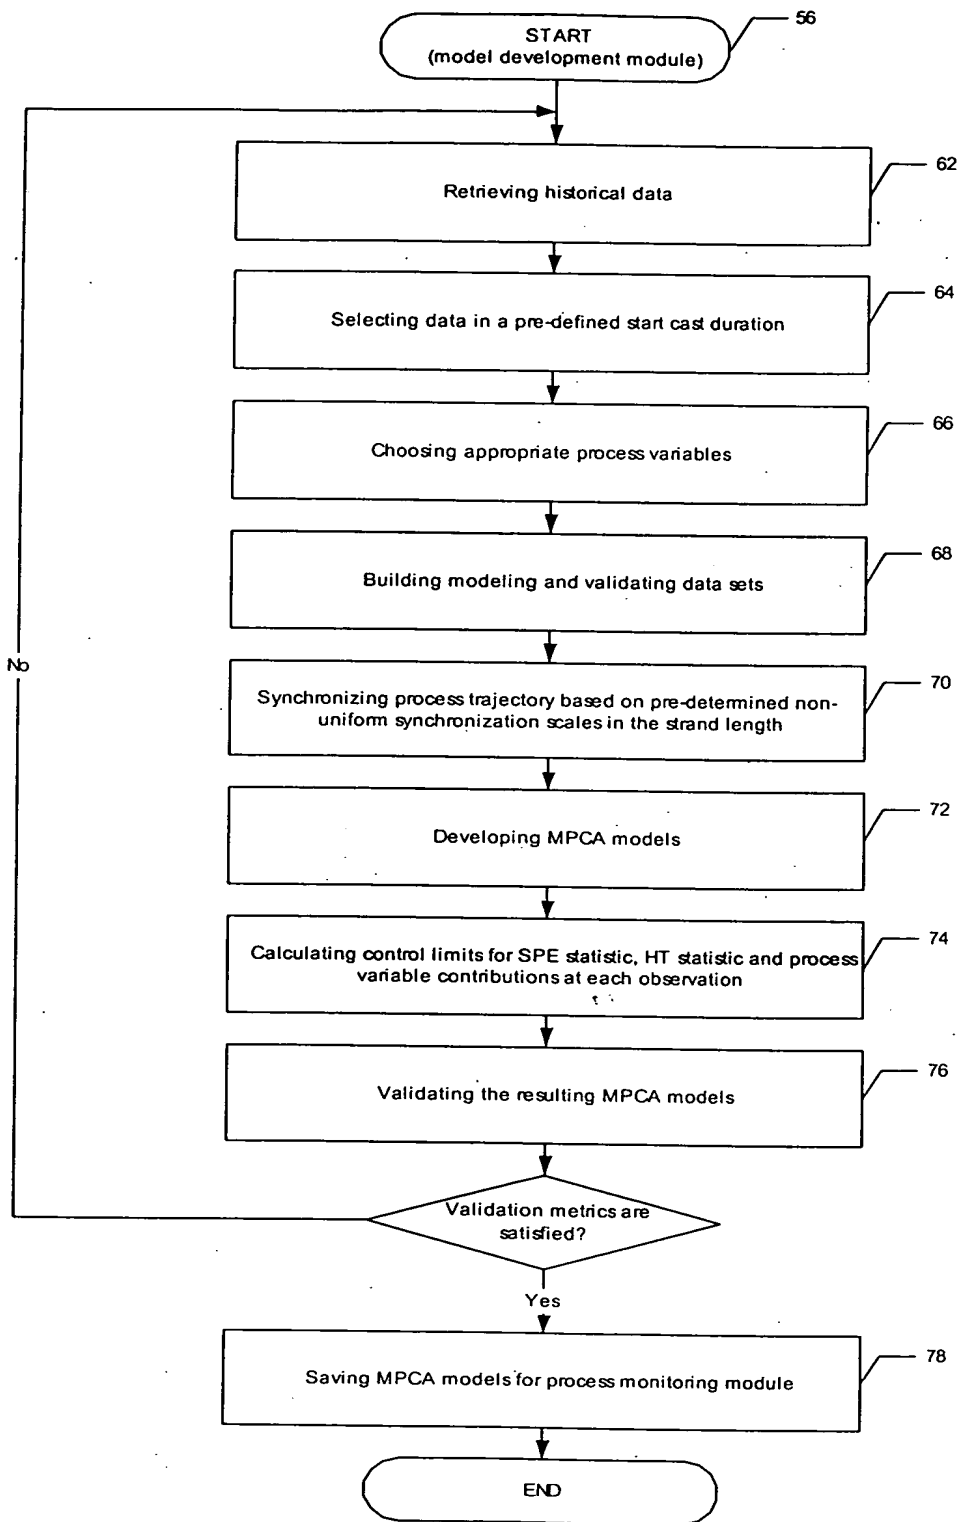 START
(model development module)
56
Retrieving historical data
62
Selecting data in a pre-defined start cast duration
64
Choosing appropriate process variables
66
Building modeling and validating data sets
68
No
Synchronizing process trajectory based on pre-determined non-
uniform synchronization scales in the strand length
70
Developing MPCA models
72
Calculating control limits for SPE statistic, HT statistic and process
variable contributions at each observation
74
Validating the resulting MPCA models
76
Validation metrics are
satisfied?
Yes
Saving MPCA models for process monitoring module
78
END